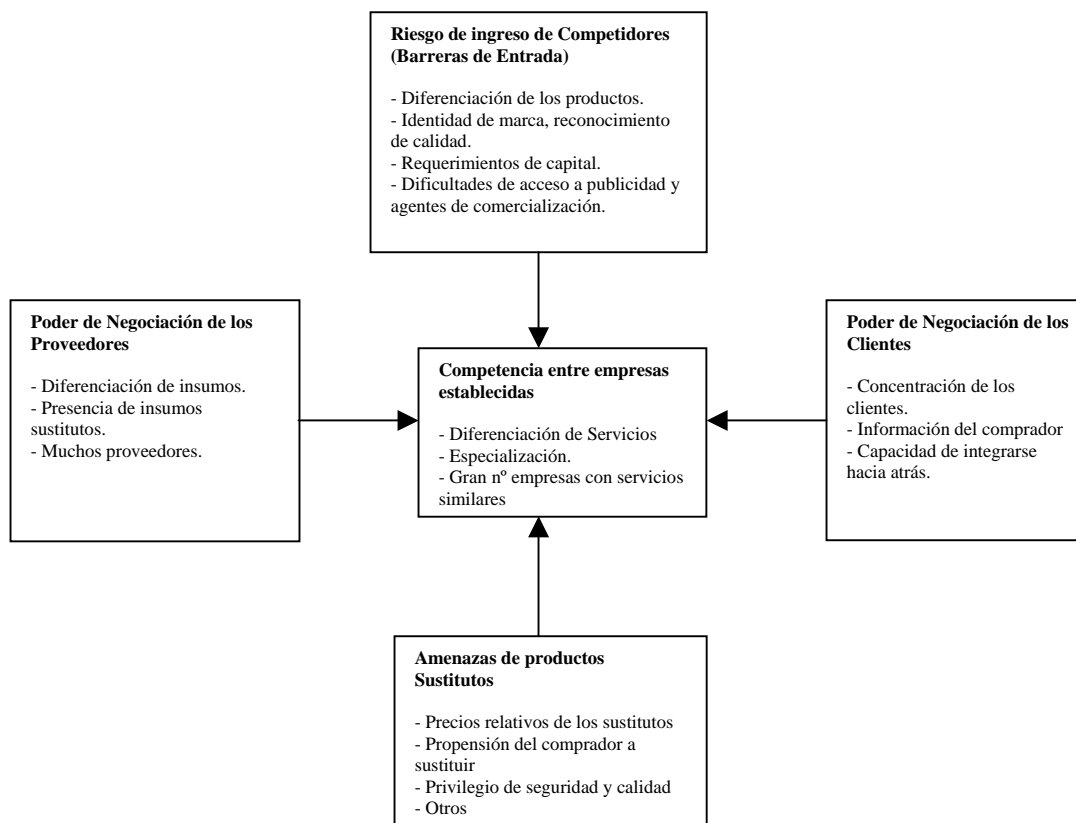 Riesgo de ingreso de Competidores
(Barreras de Entrada)
- Diferenciación de los productos.
- Identidad de marca, reconocimiento
de calidad.
- Requerimientos de capital.
- Dificultades de acceso a publicidad y
agentes de comercialización.
Poder de Negociación de los
Proveedores
- Diferenciación de insumos.
- Presencia de insumos
sustitutos.
- Muchos proveedores.
Competencia entre empresas
establecidas
- Diferenciación de Servicios
- Especialización.
- Gran nº empresas con servicios
similares
Poder de Negociación de los
Clientes
- Concentración de los
clientes.
- Información del comprador
- Capacidad de integrarse
hacia atrás.
Amenazas de productos
Sustitutos
- Precios relativos de los sustitutos
- Propensión del comprador a
sustituir
- Privilegio de seguridad y calidad
- Otros